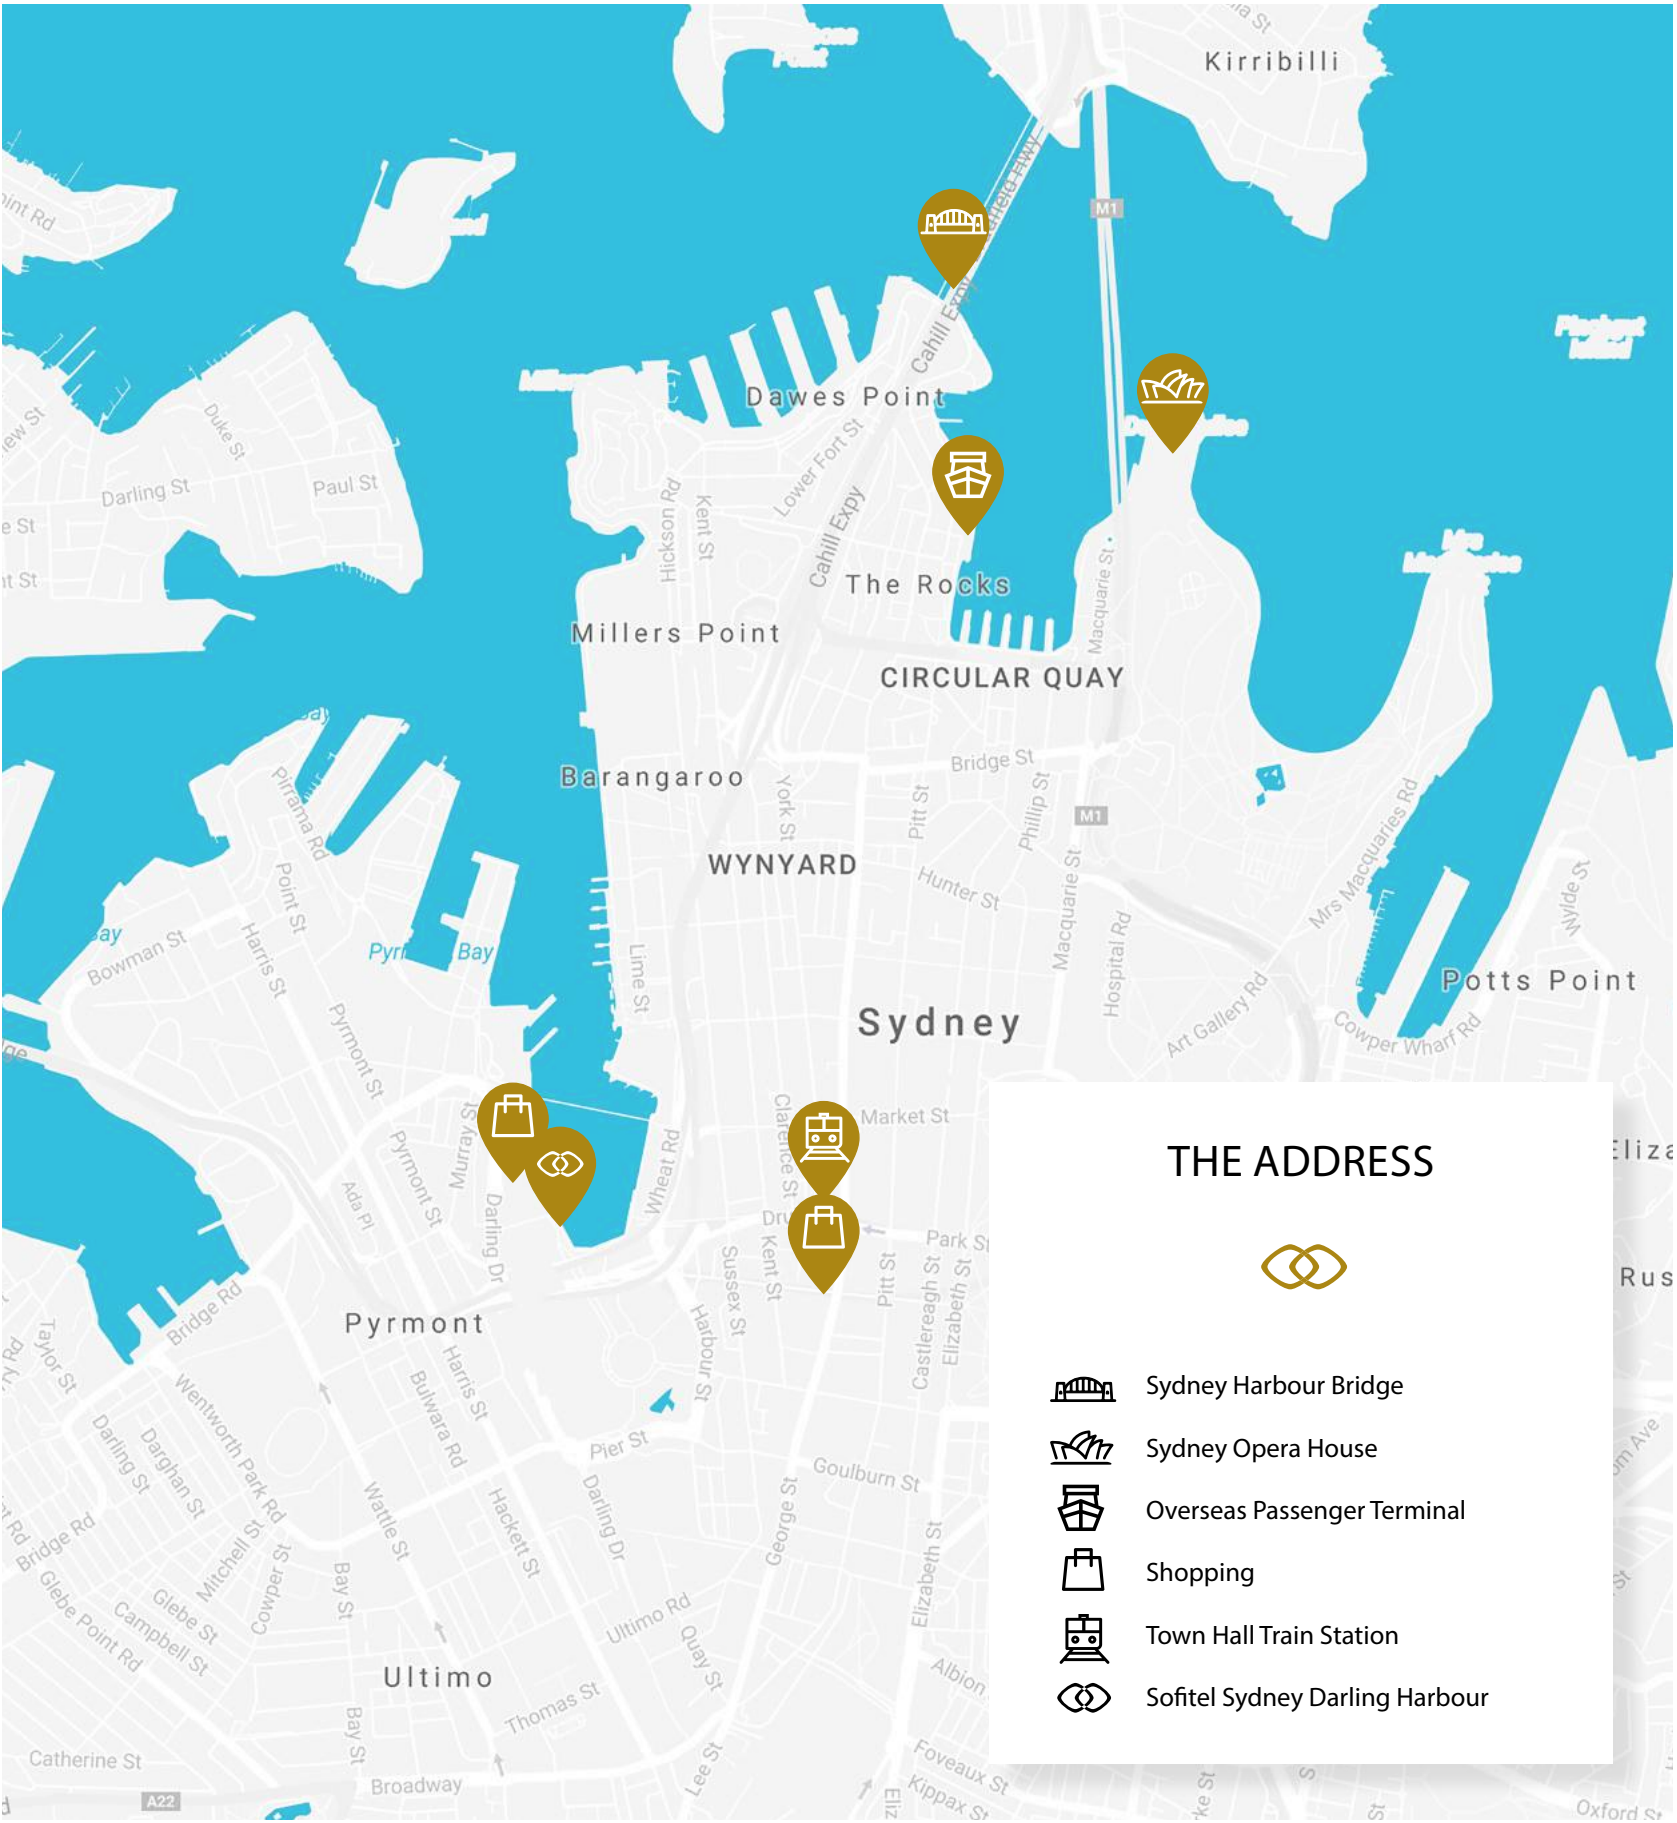 Kirribilli
M1
Cahill Expy
Dawes Point
Lower Fort St
Duke St
Darling St
Paul St
Hickson Rd
Kent St
Cahill Expy
The Rocks
Macquarie St
Millers Point
CIRCULAR QUAY
Bridge St
Barangaroo
York St
Pitt St
Phillip St
M1
Pirrama Rd
WYNYARD
Hunter St
Macquarie St
Mrs Macquaries Rd
Wylde St
Point St
Harris St
Bowman St
Bay
Lime St
Hospital Rd
Potts Point
Sydney
Art Gallery Rd
Cowper Wharf Rd
Pyrmont St
Market St
Clarence St
Murray St
Pyrmont St
Ada Pl
Wheat Rd
Darling Dr
Kent St
Sussex St
Park St
Pitt St
Castlereagh St
Elizabeth St
Bridge Rd
Pyrmont
Taylor St
Harris St
Bulwara Rd
Harbour St
Wentworth Park Rd
Darling St
Darghan St
Pier St
Goulburn St
George St
Wattle St
Hackett St
Darling Dr
Bridge Rd
Mitchell St
Cowper St
Bay St
Glebe St
Campbell St
Glebe Point Rd
Elizabeth St
Ultimo Rd
Quay St
Ultimo
Thomas St
Albion
Bay St
Catherine St
Broadway
Lee St
Foveaux St
Kippax St
A22
Oxford St
THE ADDRESS
Sydney Harbour Bridge
Sydney Opera House
Overseas Passenger Terminal
Shopping
Town Hall Train Station
Sofitel Sydney Darling Harbour